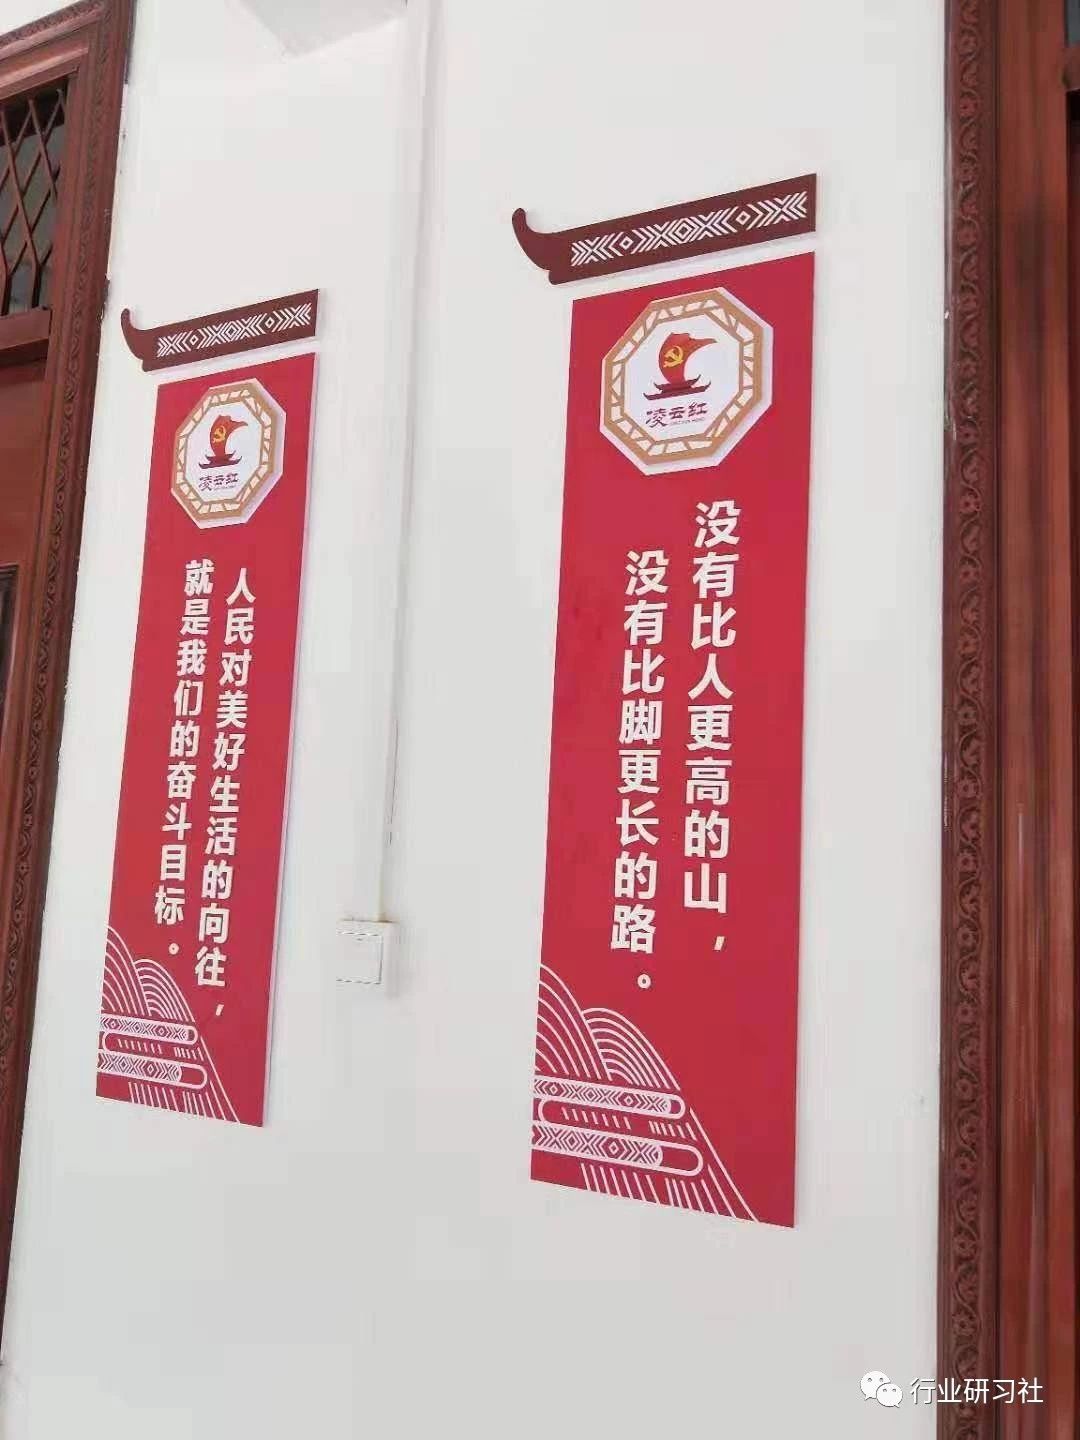 凌云红
人民对美好生活的向往，
就是我们的奋斗目标。
凌云红
没有比人更高的山，
没有比脚更长的路。
行业研习社